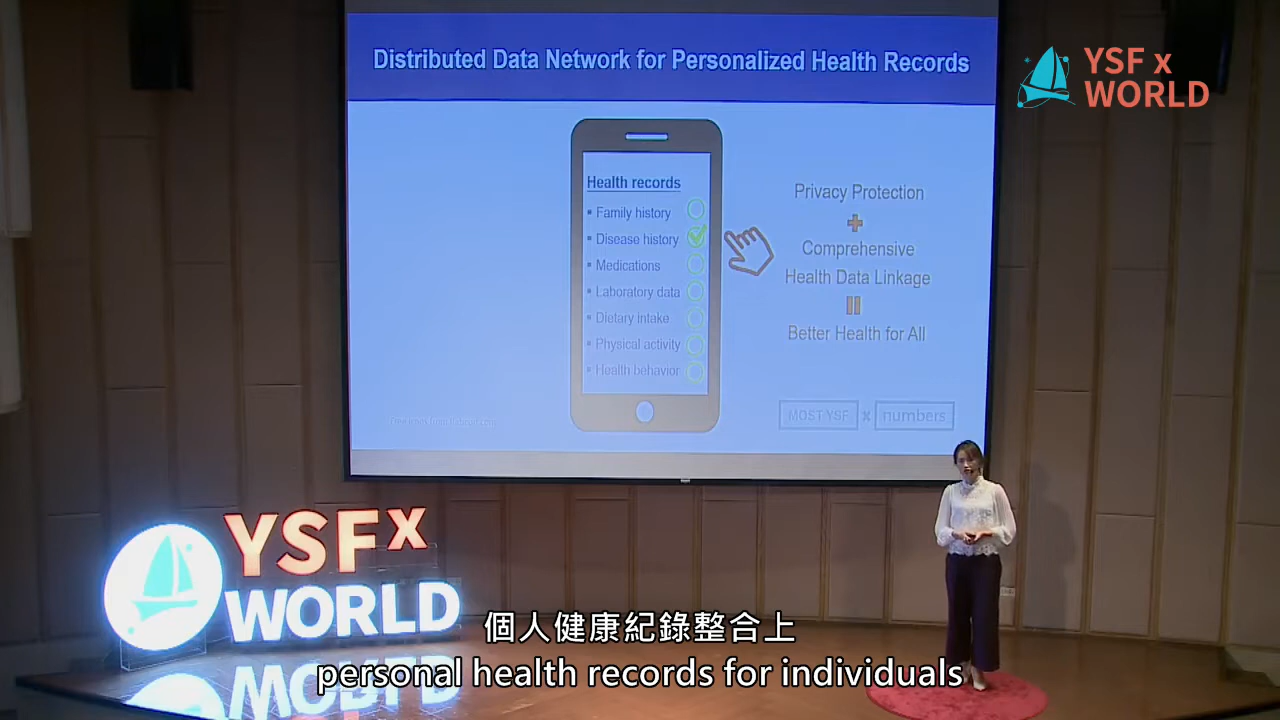 Distributed Data Network for Personalized Health Records
YSF x
WORLD
Health records
▪ Family history
▪ Disease history
▪ Medications
▪ Laboratory data
▪ Dietary intake
▪ Physical activity
▪ Health behavior
Privacy Protection
+
Comprehensive
Health Data Linkage
=
Better Health for All
MOST YSF x numbers
YSF x
WORLD
個人健康紀錄整合上
personal health records for individuals